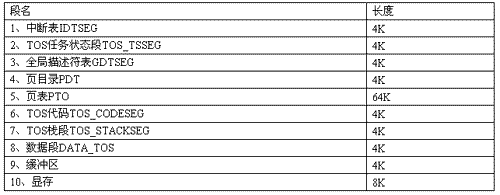 段名 长度
1、中断表IDTSEG 4K
2、TOS任务状态段TOS_TSSEG 4K
3、全局描述符表GDTSEG 4K
4、页目录PDT 4K
5、页表PTO 64K
6、TOS代码TOS_CODESEG 4K
7、TOS栈段TOS_STACKSEG 4K
8、数据段DATA_TOS 4K
9、缓冲区 4K
10、显存 8K